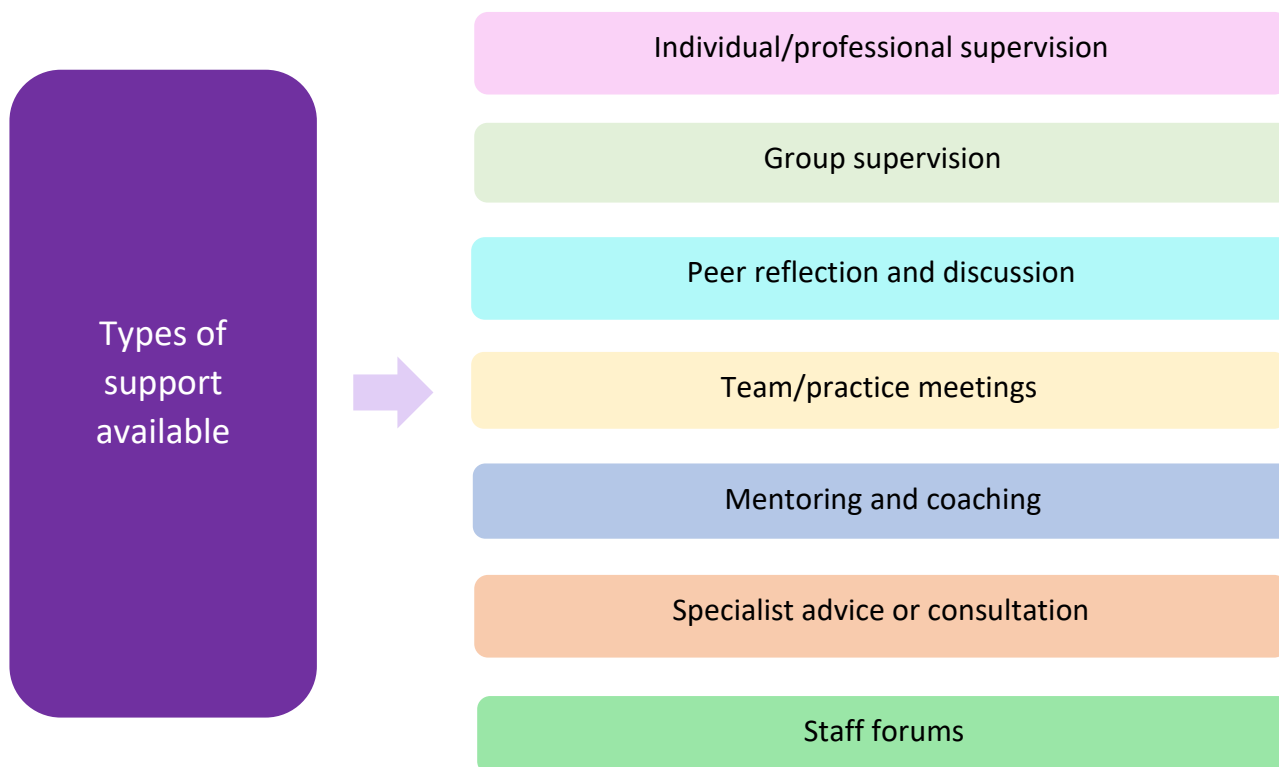 Types of
support
available
Individual/professional supervision
Group supervision
Peer reflection and discussion
Team/practice meetings
Mentoring and coaching
Specialist advice or consultation
Staff forums